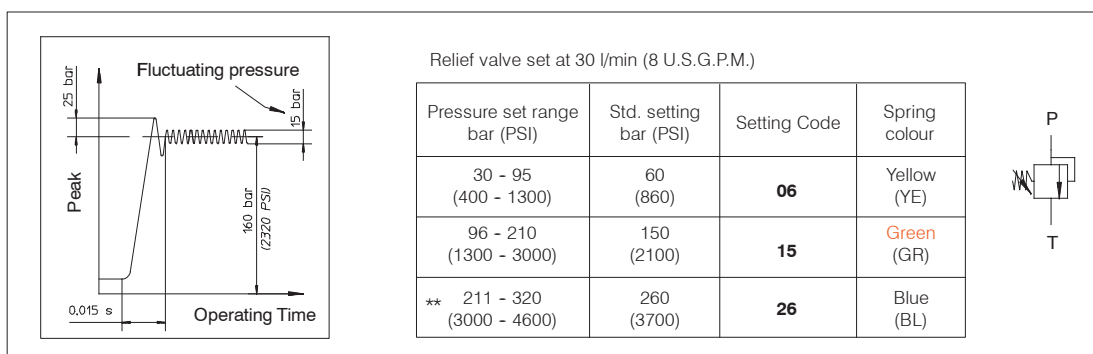 25 bar
Fluctuating pressure
15 bar
Peak
160 bar
(2320 PSI)
0.015 s
Operating Time
Relief valve set at 30 l/min (8 U.S.G.P.M.)
Pressure set range
bar (PSI)
Std. setting
bar (PSI)
Setting Code
Spring
colour
30 - 95
(400 - 1300)
60
(860)
06
Yellow
(YE)
96 - 210
(1300 - 3000)
150
(2100)
15
Green
(GR)
** 211 - 320
(3000 - 4600)
260
(3700)
26
Blue
(BL)
P
T